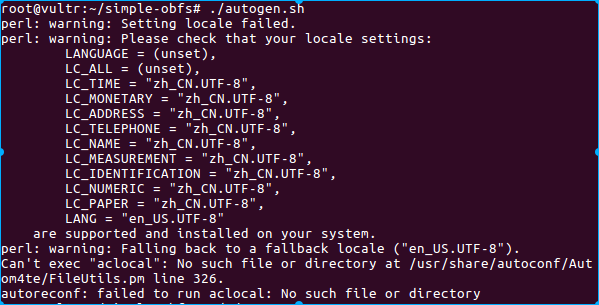 root@vultr:~/simple-obfs# ./autogen.sh
perl: warning: Setting locale failed.
perl: warning: Please check that your locale settings:
        LANGUAGE = (unset),
        LC_ALL = (unset),
        LC_TIME = "zh_CN.UTF-8",
        LC_MONETARY = "zh_CN.UTF-8",
        LC_ADDRESS = "zh_CN.UTF-8",
        LC_TELEPHONE = "zh_CN.UTF-8",
        LC_NAME = "zh_CN.UTF-8",
        LC_MEASUREMENT = "zh_CN.UTF-8",
        LC_IDENTIFICATION = "zh_CN.UTF-8",
        LC_NUMERIC = "zh_CN.UTF-8",
        LC_PAPER = "zh_CN.UTF-8",
        LANG = "en_US.UTF-8"
    are supported and installed on your system.
perl: warning: Falling back to a fallback locale ("en_US.UTF-8").
Can't exec "aclocal": No such file or directory at /usr/share/autoconf/Aut
om4te/FileUtils.pm line 326.
autoreconf: failed to run aclocal: No such file or directory